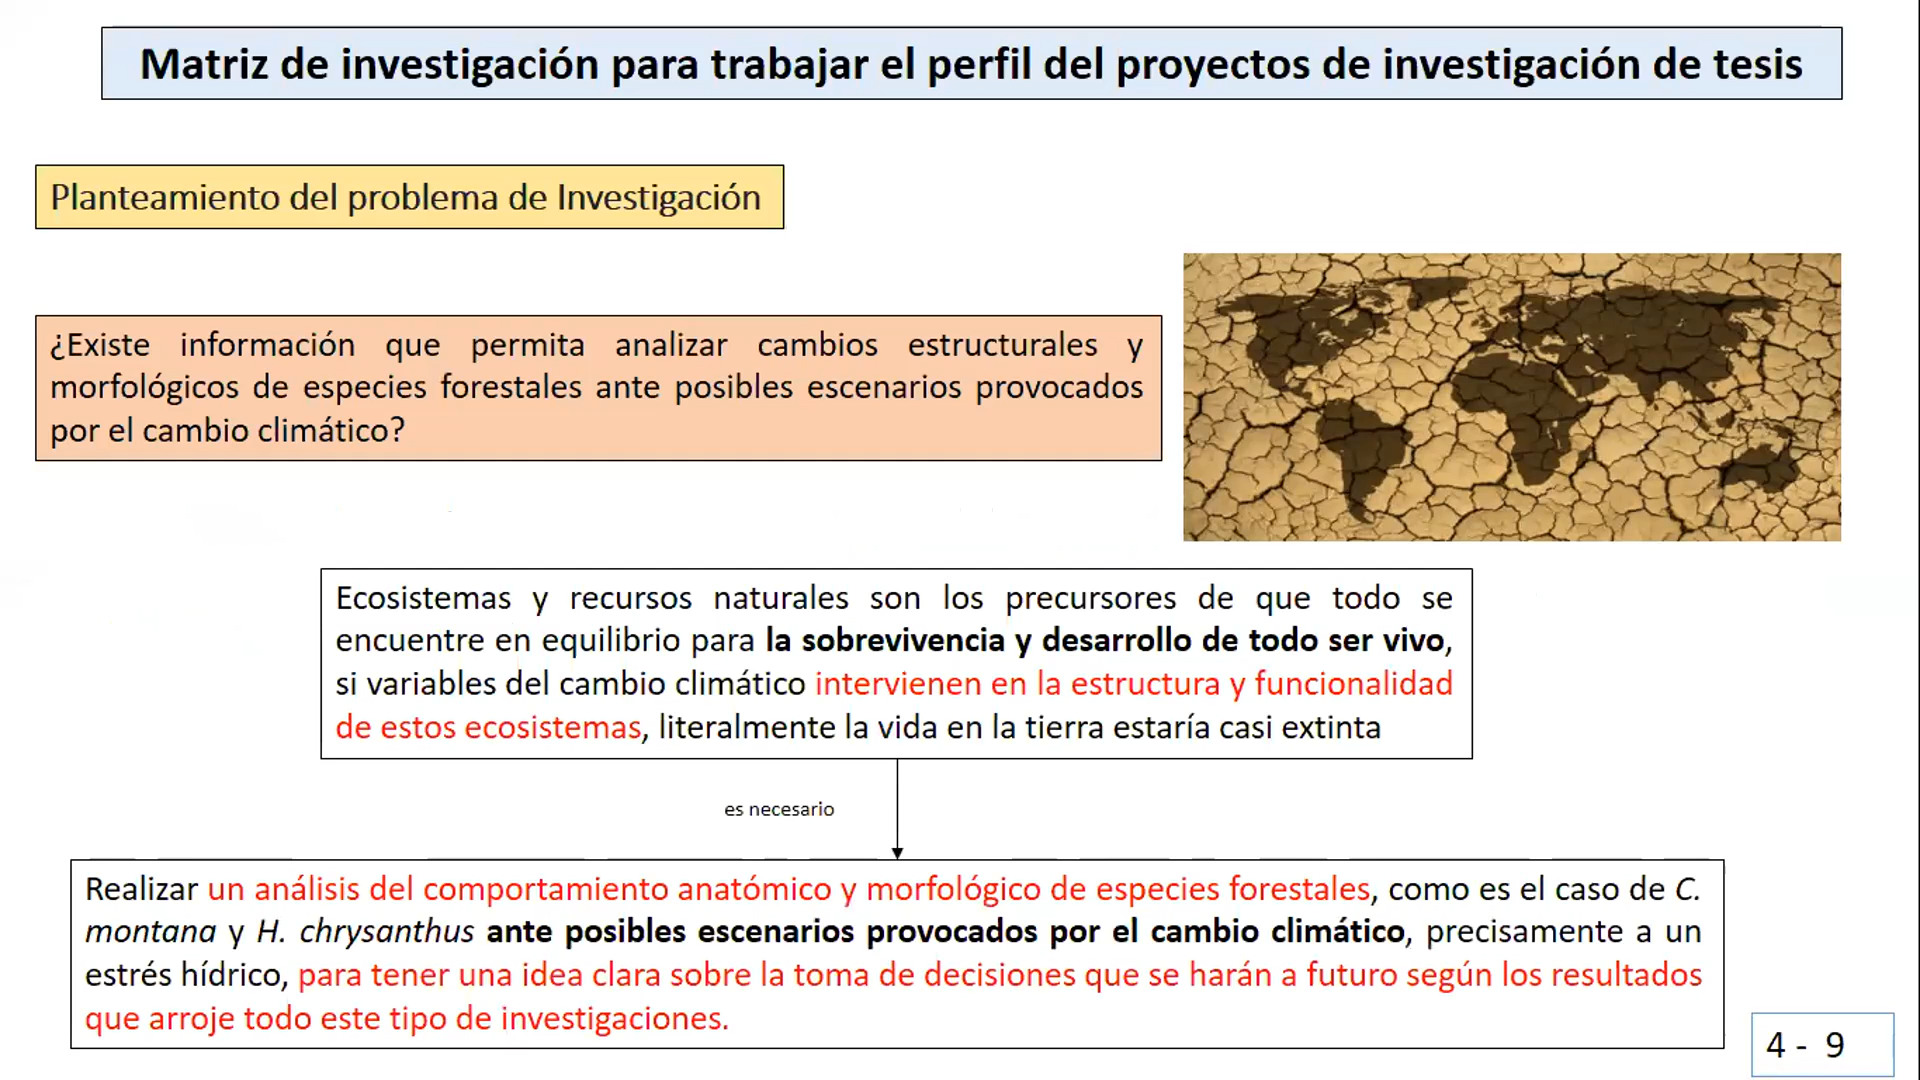 Matriz de investigación para trabajar el perfil del proyectos de investigación de tesis
Planteamiento del problema de Investigación
¿Existe información que permita analizar cambios estructurales y
morfológicos de especies forestales ante posibles escenarios provocados
por el cambio climático?
Ecosistemas y recursos naturales son los precursores de que todo se
encuentre en equilibrio para la sobrevivencia y desarrollo de todo ser vivo,
si variables del cambio climático intervienen en la estructura y funcionalidad
de estos ecosistemas, literalmente la vida en la tierra estaría casi extinta
es necesario
Realizar un análisis del comportamiento anatómico y morfológico de especies forestales, como es el caso de C.
montana y H. chrysanthus ante posibles escenarios provocados por el cambio climático, precisamente a un
estrés hídrico, para tener una idea clara sobre la toma de decisiones que se harán a futuro según los resultados
que arroje todo este tipo de investigaciones.
4 - 9